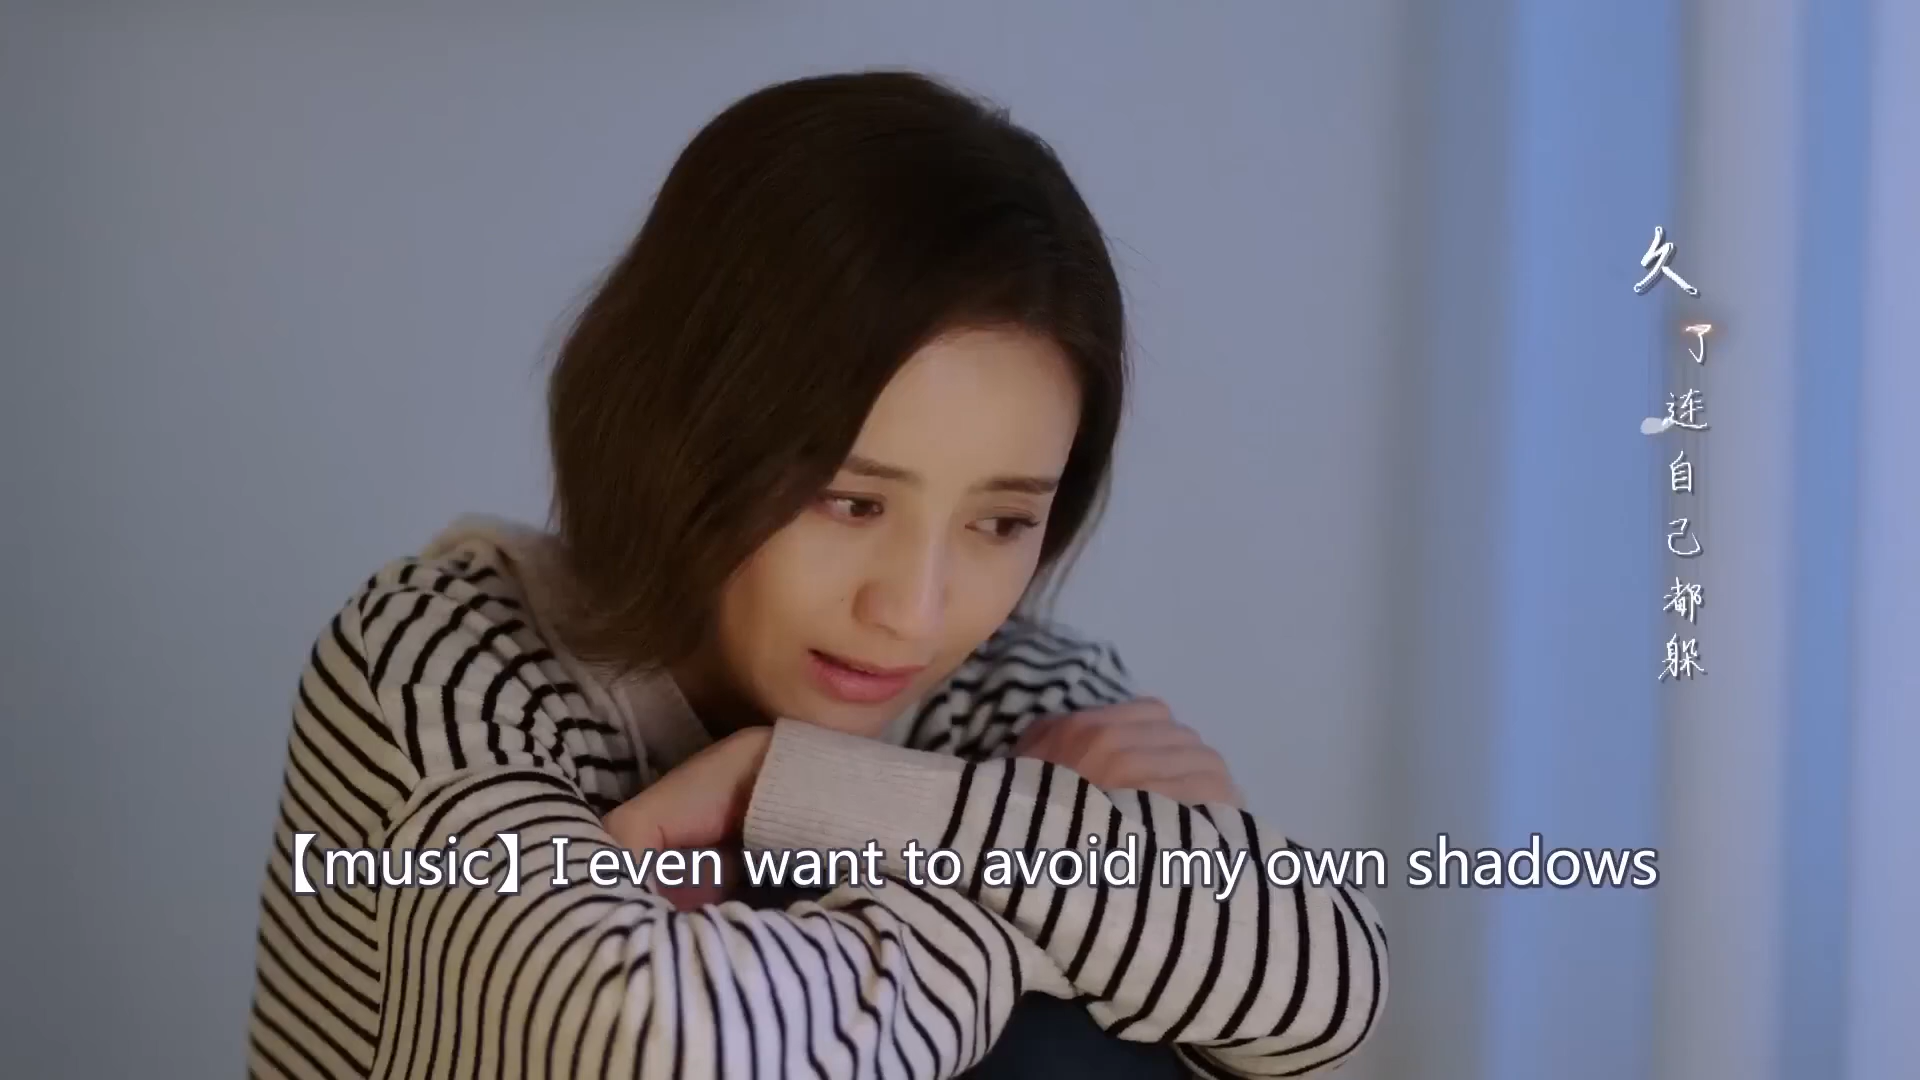 久了连自己都躲
【music】I even want to avoid my own shadows